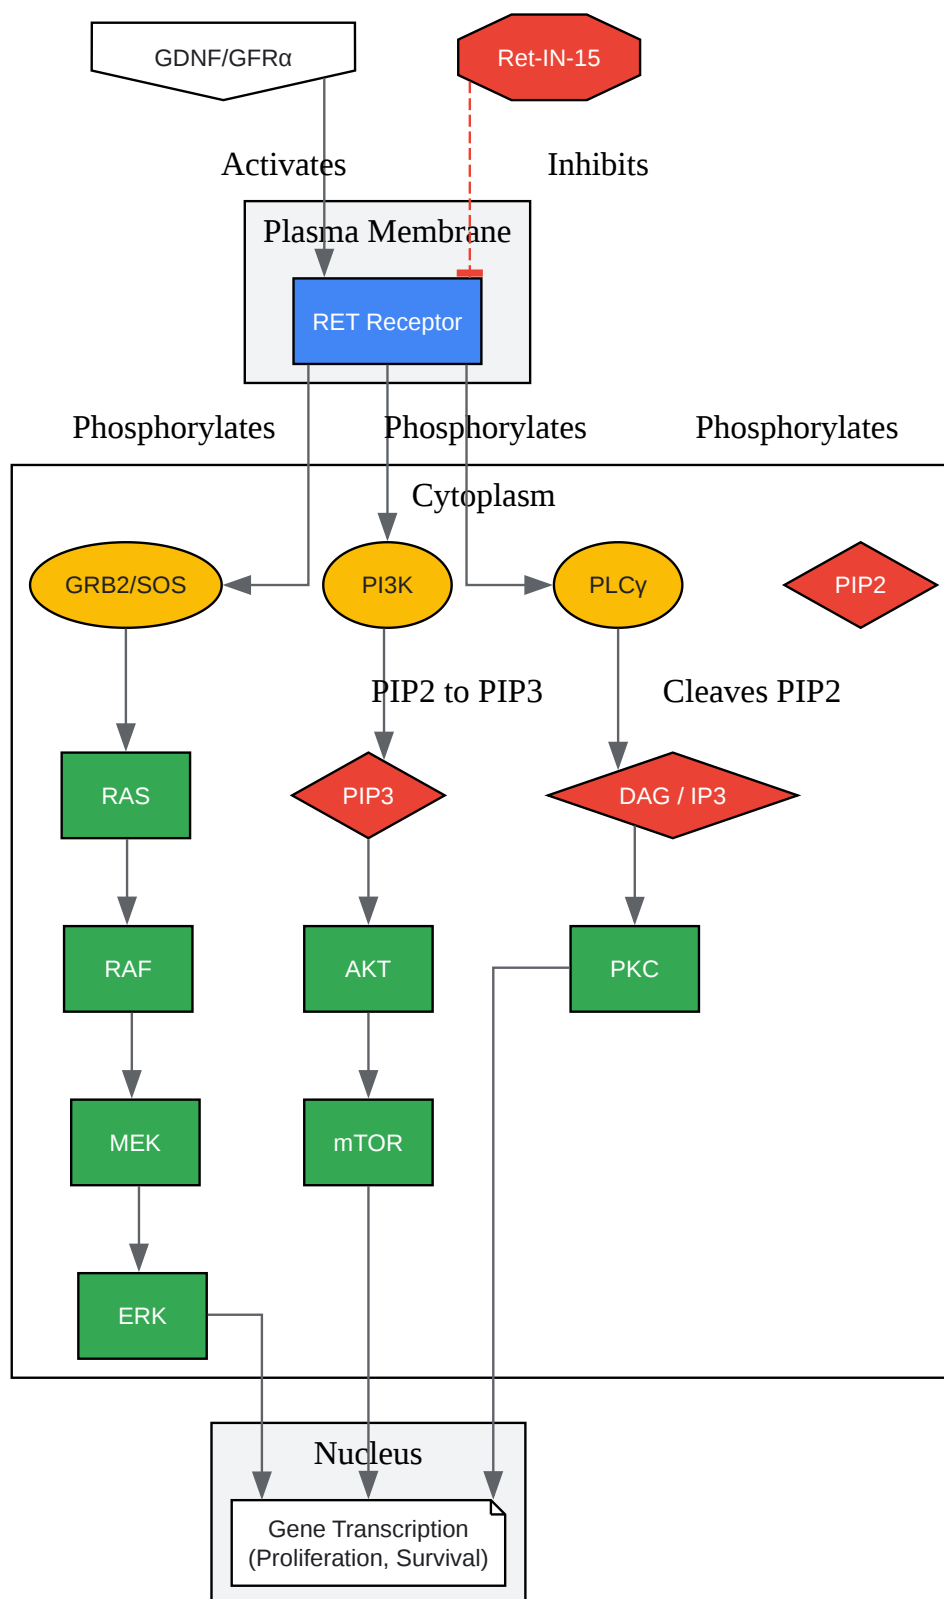 GDNF/GFRα
Ret-IN-15
Activates
Inhibits
Plasma Membrane
RET Receptor
Phosphorylates
Phosphorylates
Phosphorylates
Cytoplasm
GRB2/SOS
PI3K
PLCγ
PIP2
PIP2 to PIP3
Cleaves PIP2
RAS
PIP3
DAG / IP3
RAF
AKT
PKC
MEK
mTOR
ERK
Nucleus
Gene Transcription
(Proliferation, Survival)